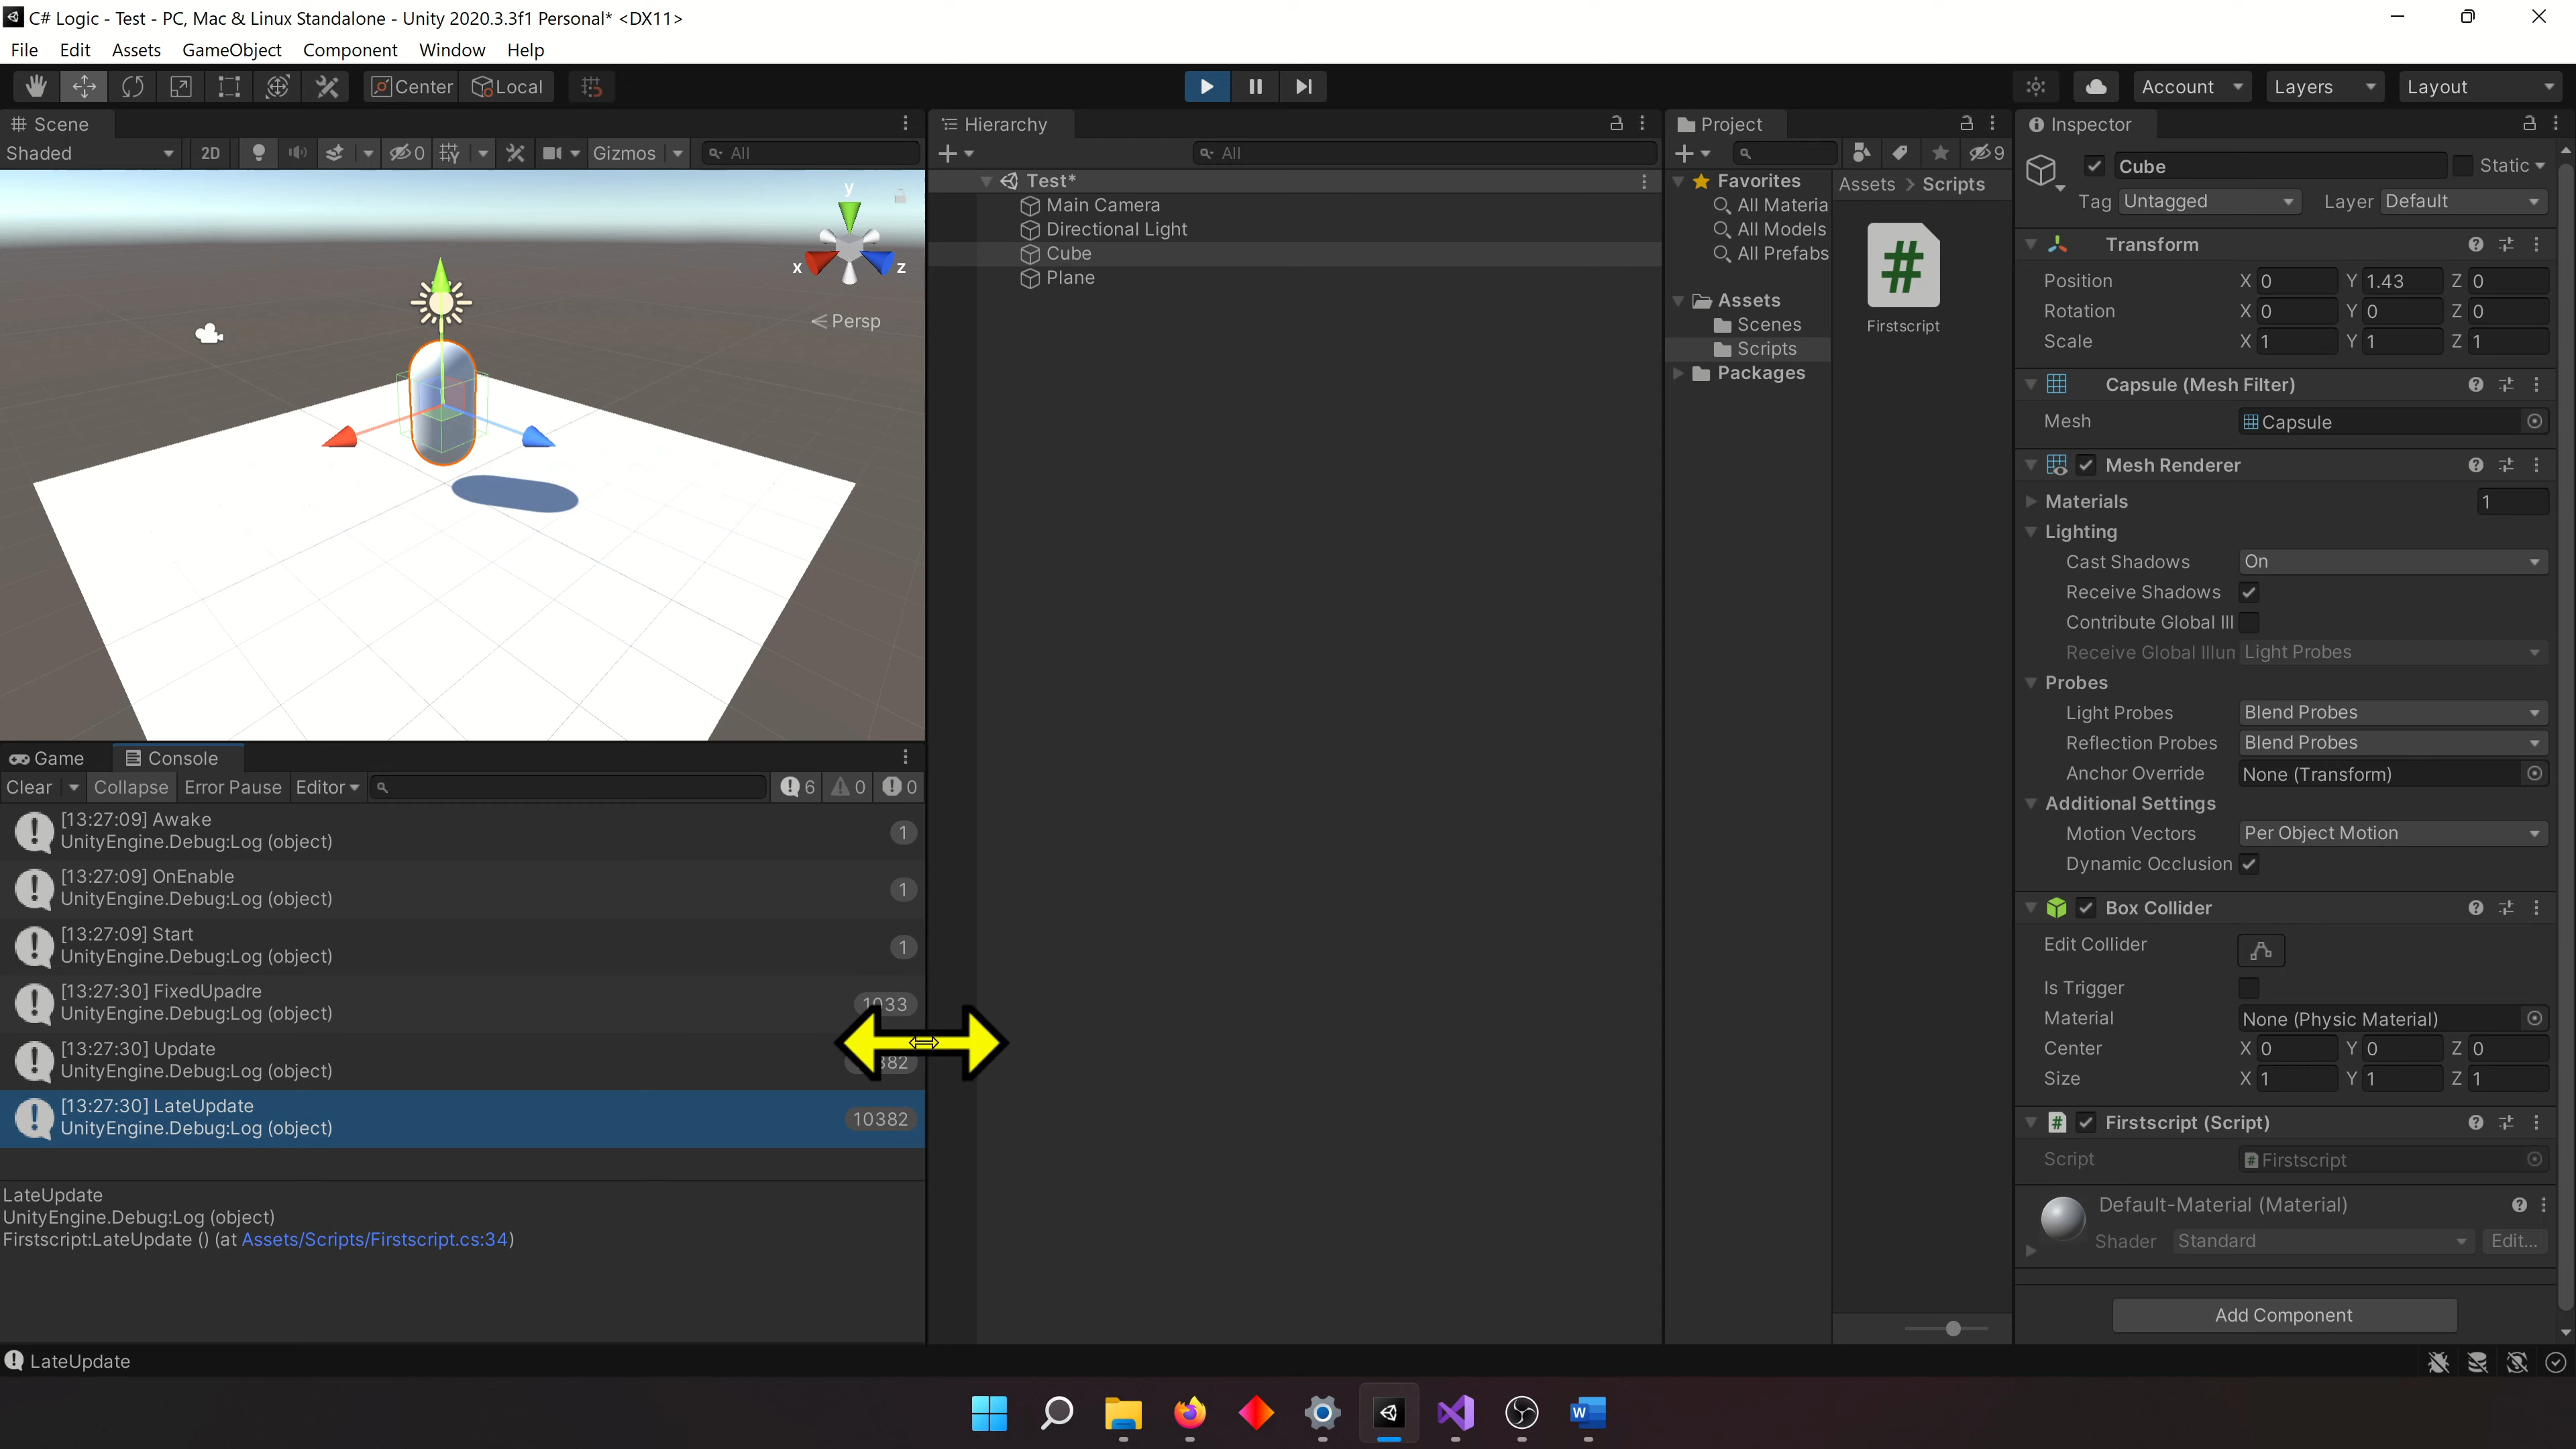 C# Logic - Test - PC, Mac & Linux Standalone - Unity 2020.3.3f1 Personal* <DX11>
File Edit Assets GameObject Component Window Help
Center Local
Account Layers Layout
Scene
Shaded 2D 0 Gizmos All
y
x z
Persp
Game Console
Clear Collapse Error Pause Editor 6 0 0
[13:27:09] Awake
UnityEngine.Debug:Log (object)
1
[13:27:09] OnEnable
UnityEngine.Debug:Log (object)
1
[13:27:09] Start
UnityEngine.Debug:Log (object)
1
[13:27:30] FixedUpadre
UnityEngine.Debug:Log (object)
1033
[13:27:30] Update
UnityEngine.Debug:Log (object)
[13:27:30] LateUpdate
UnityEngine.Debug:Log (object)
10382
LateUpdate
UnityEngine.Debug:Log (object)
Firstscript:LateUpdate () (at Assets/Scripts/Firstscript.cs:34)
LateUpdate
Hierarchy
All
Test*
Main Camera
Directional Light
Cube
Plane
Project
9
Favorites
All Materia
All Models
All Prefabs
Assets
Scenes
Scripts
Packages
Assets > Scripts
#
Firstscript
Inspector
Cube Static
Tag Untagged Layer Default
Transform
Position X 0 Y 1.43 Z 0
Rotation X 0 Y 0 Z 0
Scale X 1 Y 1 Z 1
Capsule (Mesh Filter)
Mesh Capsule
Mesh Renderer
Materials 1
Lighting
Cast Shadows On
Receive Shadows
Contribute Global Ill
Receive Global Illun Light Probes
Probes
Light Probes Blend Probes
Reflection Probes Blend Probes
Anchor Override None (Transform)
Additional Settings
Motion Vectors Per Object Motion
Dynamic Occlusion
Box Collider
Edit Collider
Is Trigger
Material None (Physic Material)
Center X 0 Y 0 Z 0
Size X 1 Y 1 Z 1
# Firstscript (Script)
Script Firstscript
Default-Material (Material)
Shader Standard Edit...
Add Component
W